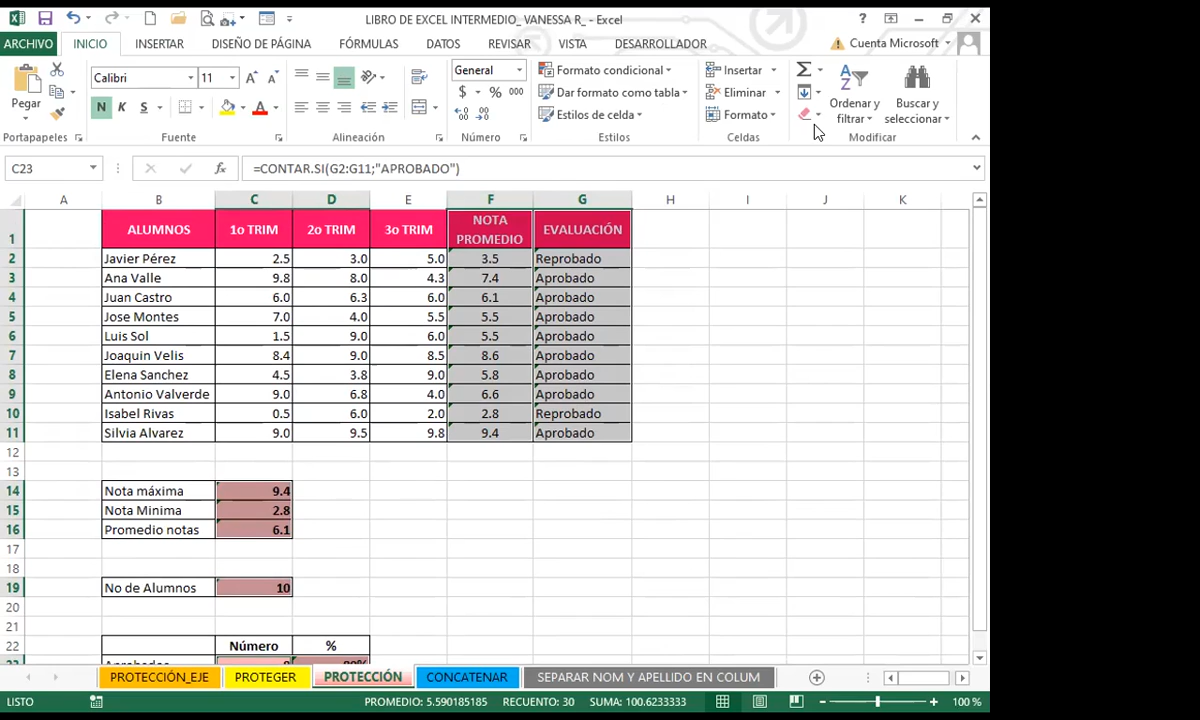 LIBRO DE EXCEL INTERMEDIO_ VANESSA R_ - Excel
ARCHIVO INICIO INSERTAR DISEÑO DE PÁGINA FÓRMULAS DATOS REVISAR VISTA DESARROLLADOR Cuenta Microsoft
Pegar
Calibri 11
N K S
General
$ % 000
Formato condicional
Dar formato como tabla
Estilos de celda
Insertar
Eliminar
Formato
Ordenar y filtrar
Buscar y seleccionar
Portapapeles Fuente Alineación Número Estilos Celdas Modificar
C23 fx =CONTAR.SI(G2:G11;"APROBADO")
A B C D E F G H I J K
1 ALUMNOS 1o TRIM 2o TRIM 3o TRIM NOTA PROMEDIO EVALUACIÓN
2 Javier Pérez 2.5 3.0 5.0 3.5 Reprobado
3 Ana Valle 9.8 8.0 4.3 7.4 Aprobado
4 Juan Castro 6.0 6.3 6.0 6.1 Aprobado
5 Jose Montes 7.0 4.0 5.5 5.5 Aprobado
6 Luis Sol 1.5 9.0 6.0 5.5 Aprobado
7 Joaquin Velis 8.4 9.0 8.5 8.6 Aprobado
8 Elena Sanchez 4.5 3.8 9.0 5.8 Aprobado
9 Antonio Valverde 9.0 6.8 4.0 6.6 Aprobado
10 Isabel Rivas 0.5 6.0 2.0 2.8 Reprobado
11 Silvia Alvarez 9.0 9.5 9.8 9.4 Aprobado
12
13
14 Nota máxima 9.4
15 Nota Minima 2.8
16 Promedio notas 6.1
17
18
19 No de Alumnos 10
20
21
22 Número %
23 Aprobados 8 80%
PROTECCIÓN_EJE PROTEGER PROTECCIÓN CONCATENAR SEPARAR NOM Y APELLIDO EN COLUM
LISTO PROMEDIO: 5.590185185 RECUENTO: 30 SUMA: 100.6233333 100 %